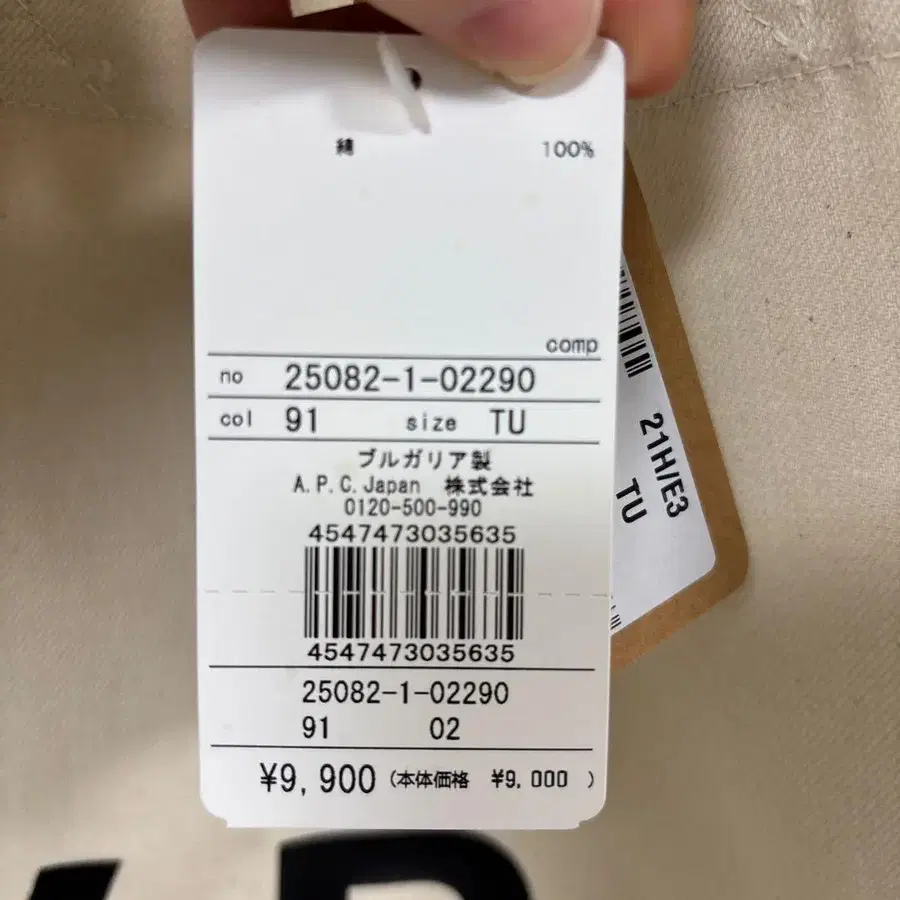 綿 100%
comp
no 25082-1-02290
col 91 size TU
ブルガリア製
A.P.C.Japan 株式会社
0120-500-990
4547473035635
4547473035635
25082-1-02290
91 02
¥9,900 (本体価格 ¥9,000 )
21H/E3
TU